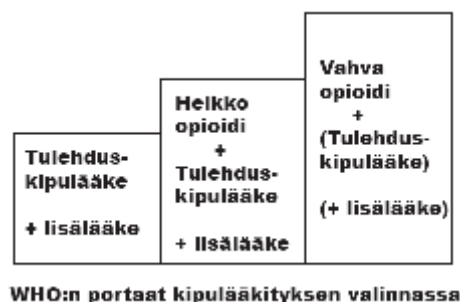 Tulehdus-
kipulääke
+ lisälääke
Heikko
opioidi
+
Tulehdus-
kipulääke
+ lisälääke
Vahva
opioidi
+
(Tulehdus-
kipulääke)
(+ lisälääke)
WHO:n portaat kipulääkityksen valinnassa